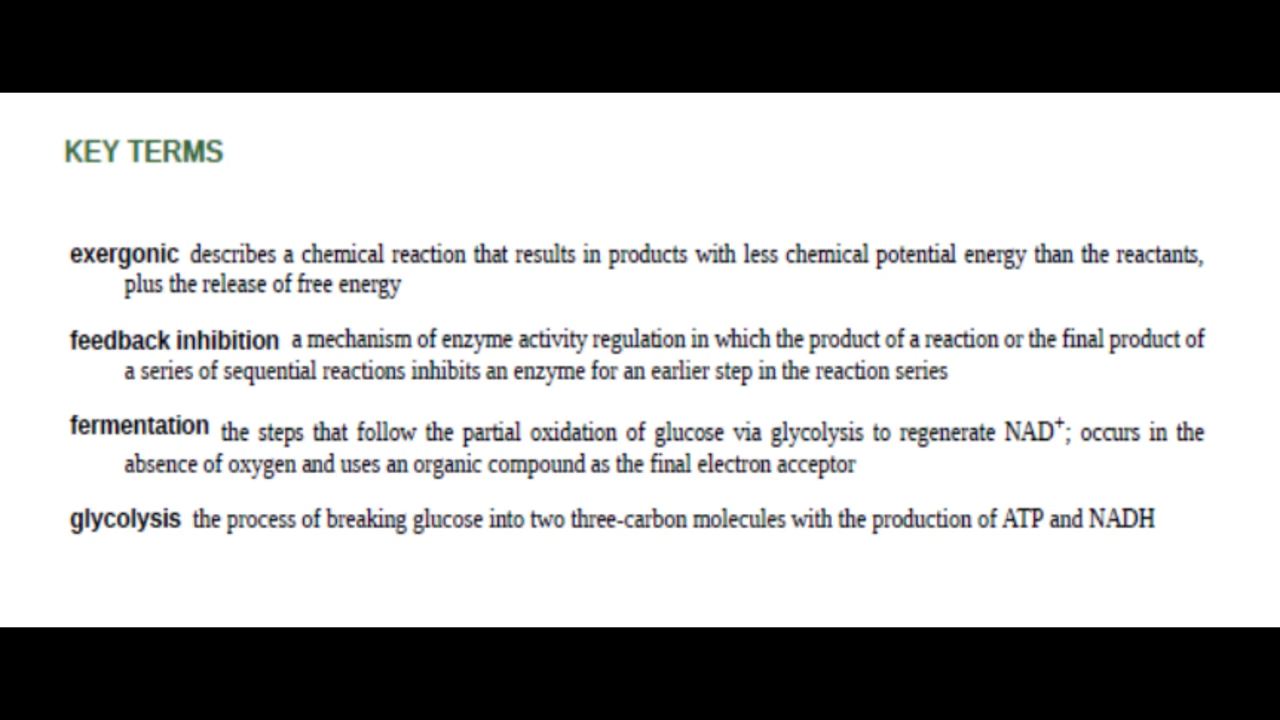 KEY TERMS
exergonic describes a chemical reaction that results in products with less chemical potential energy than the reactants,
plus the release of free energy
feedback inhibition a mechanism of enzyme activity regulation in which the product of a reaction or the final product of
a series of sequential reactions inhibits an enzyme for an earlier step in the reaction series
fermentation the steps that follow the partial oxidation of glucose via glycolysis to regenerate NAD⁺; occurs in the
absence of oxygen and uses an organic compound as the final electron acceptor
glycolysis the process of breaking glucose into two three-carbon molecules with the production of ATP and NADH